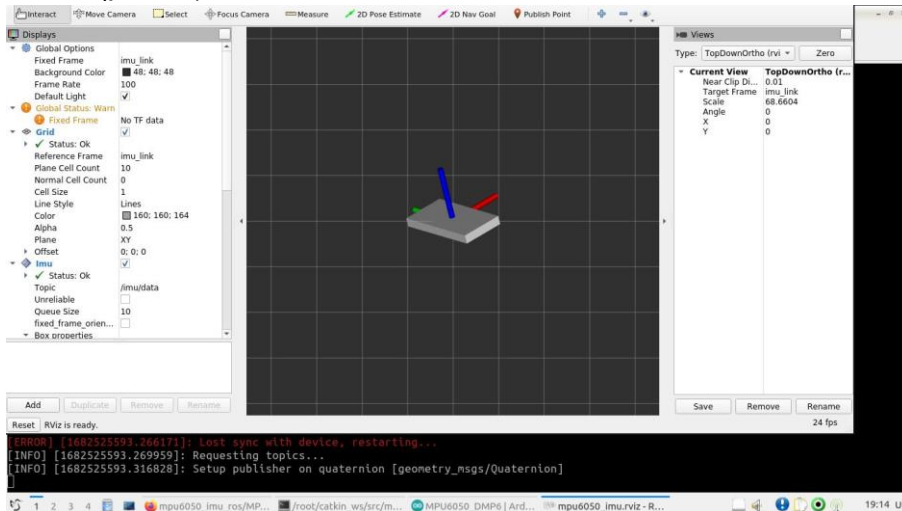 Interact Move Camera Select Focus Camera Measure 2D Pose Estimate 2D Nav Goal Publish Point
Displays
Global Options
Fixed Frame imu_link
Background Color 48; 48; 48
Frame Rate 100
Default Light
Global Status: Warn
Fixed Frame No TF data
Grid
Status: Ok
Reference Frame imu_link
Plane Cell Count 10
Normal Cell Count 0
Cell Size 1
Line Style Lines
Color 160; 160; 164
Alpha 0.5
Plane XY
Offset 0; 0; 0
Imu
Status: Ok
Topic /imu/data
Unreliable
Queue Size 10
fixed_frame_orien...
Box properties
Add Duplicate Remove Rename
Reset RViz is ready.
Views
Type: TopDownOrtho (rvi Zero
Current View TopDownOrtho (r...
Near Clip Di... 0.01
Target Frame imu_link
Scale 68.6604
Angle 0
X 0
Y 0
Save Remove Rename
24 fps
[ERROR] [1682525593.266171]: Lost sync with device, restarting...
[INFO] [1682525593.269959]: Requesting topics...
[INFO] [1682525593.316828]: Setup publisher on quaternion [geometry_msgs/Quaternion]
1 2 3 4 mpu6050_imu_ros/MP... /root/catkin_ws/src/m... MPU6050_DMP6 | Ard... mpu6050_imu.rviz - R... 19:14 U